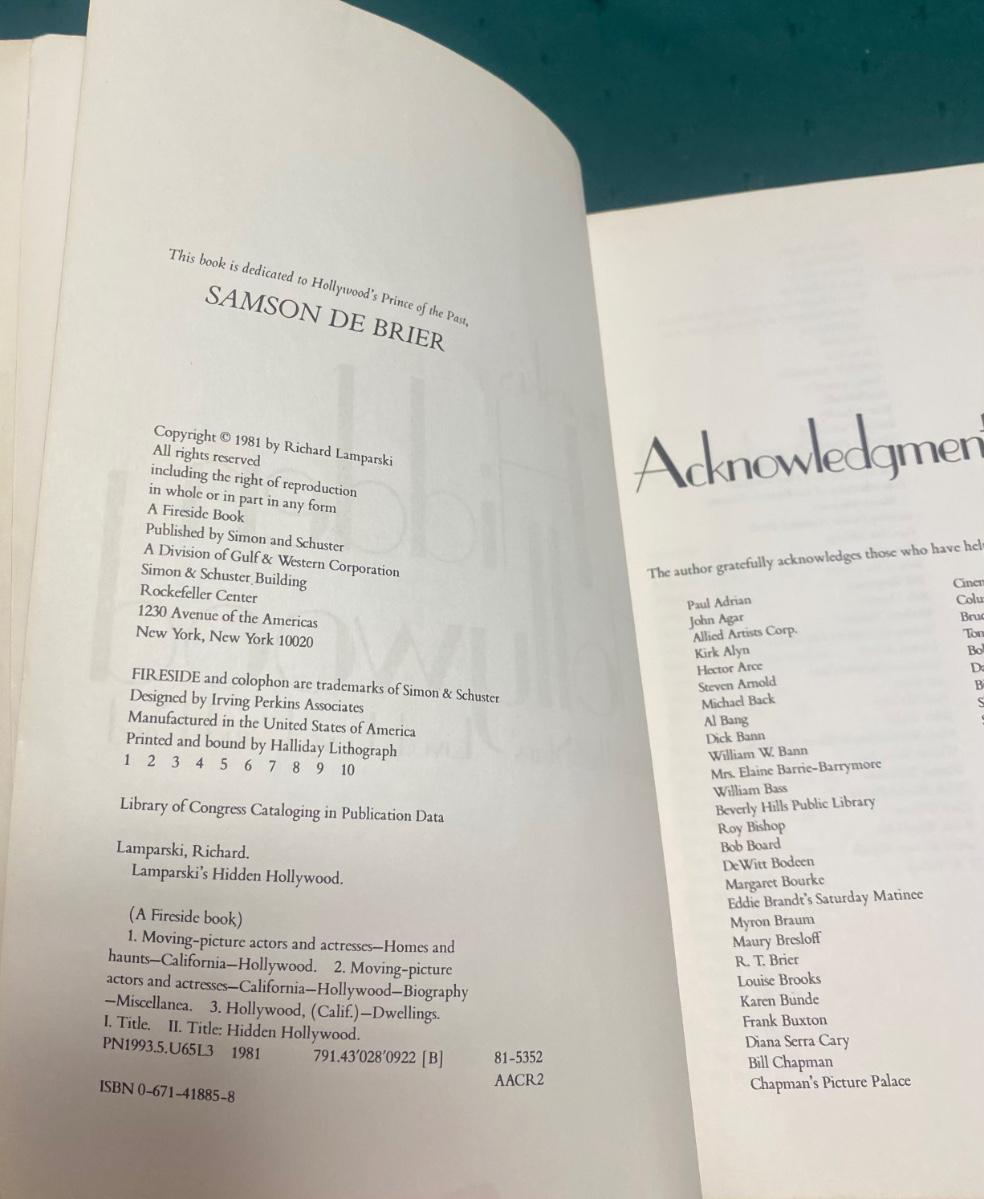 This book is dedicated to Hollywood's Prince of the Past,
SAMSON DE BRIER
Copyright © 1981 by Richard Lamparski
All rights reserved
including the right of reproduction
in whole or in part in any form
A Fireside Book
Published by Simon and Schuster
A Division of Gulf & Western Corporation
Simon & Schuster Building
Rockefeller Center
1230 Avenue of the Americas
New York, New York 10020
FIRESIDE and colophon are trademarks of Simon & Schuster
Designed by Irving Perkins Associates
Manufactured in the United States of America
Printed and bound by Halliday Lithograph
1 2 3 4 5 6 7 8 9 10
Library of Congress Cataloging in Publication Data
Lamparski, Richard.
Lamparski's Hidden Hollywood.
(A Fireside book)
1. Moving-picture actors and actresses—Homes and
haunts—California—Hollywood. 2. Moving-picture
actors and actresses—California—Hollywood—Biography
—Miscellanea. 3. Hollywood, (Calif.)—Dwellings.
I. Title. II. Title: Hidden Hollywood.
PN1993.5.U65L3 1981 791.43'028'0922 [B] 81-5352
AACR2
ISBN 0-671-41885-8
Acknowledgmen
The author gratefully acknowledges those who have hel
Paul Adrian
John Agar
Allied Artists Corp.
Kirk Alyn
Hector Arce
Steven Arnold
Michael Back
Al Bang
Dick Bann
William W. Bann
Mrs. Elaine Barrie-Barrymore
William Bass
Beverly Hills Public Library
Roy Bishop
Bob Board
DeWitt Bodeen
Margaret Bourke
Eddie Brandt's Saturday Matinee
Myron Braum
Maury Bresloff
R. T. Brier
Louise Brooks
Karen Bunde
Frank Buxton
Diana Serra Cary
Bill Chapman
Chapman's Picture Palace
Cinem
Colu
Bruc
Ton
Bo
D
B
S